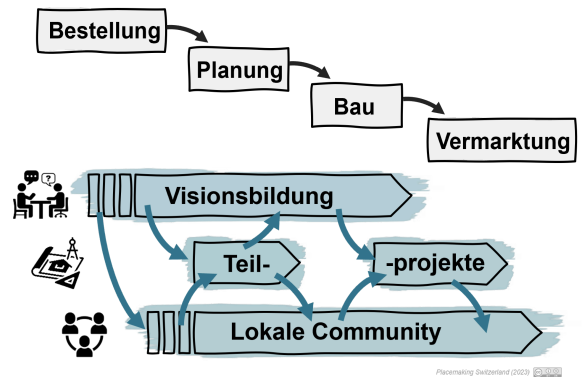 Bestellung
Planung
Bau
Vermarktung
?
Visionsbildung
Teil-
-projekte
Lokale Community
Placemaking Switzerland (2023)